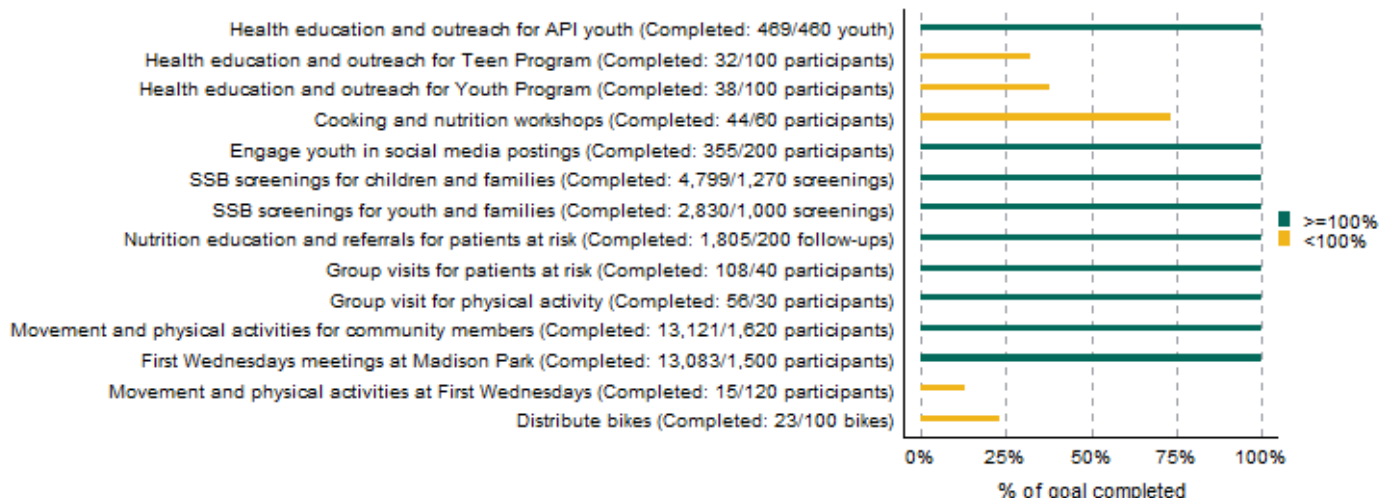 Health education and outreach for API youth (Completed: 469/460 youth)
Health education and outreach for Teen Program (Completed: 32/100 participants)
Health education and outreach for Youth Program (Completed: 38/100 participants)
Cooking and nutrition workshops (Completed: 44/60 participants)
Engage youth in social media postings (Completed: 355/200 participants)
SSB screenings for children and families (Completed: 4,799/1,270 screenings)
SSB screenings for youth and families (Completed: 2,830/1,000 screenings)
Nutrition education and referrals for patients at risk (Completed: 1,805/200 follow-ups)
Group visits for patients at risk (Completed: 108/40 participants)
Group visit for physical activity (Completed: 56/30 participants)
Movement and physical activities for community members (Completed: 13,121/1,620 participants)
First Wednesdays meetings at Madison Park (Completed: 13,083/1,500 participants)
Movement and physical activities at First Wednesdays (Completed: 15/120 participants)
Distribute bikes (Completed: 23/100 bikes)
>=100%
<100%
0% 25% 50% 75% 100%
% of goal completed